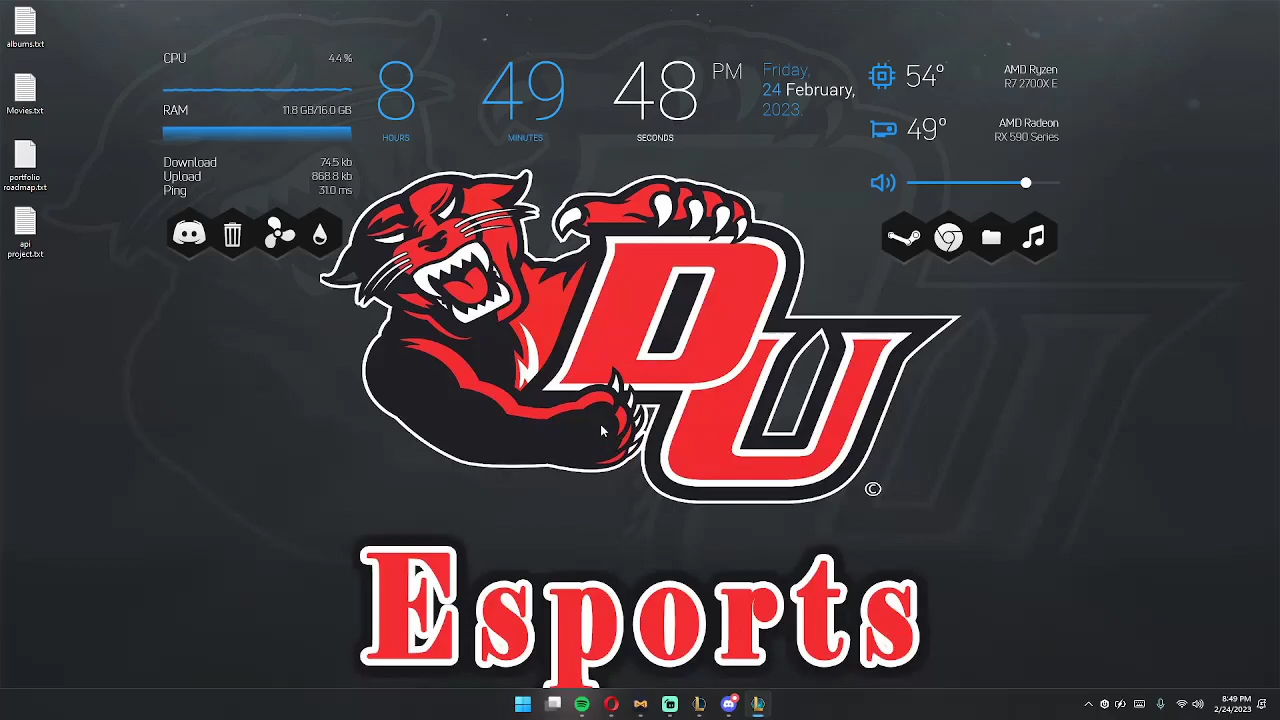 albums.txt
Movies.txt
portfolio
roadmap.txt
api
project.txt
CPU 4.4%
RAM 11.8 GB/16.0 GB
Download 74.5 kb
Upload 868.8 kb
Ping 31.0 ms
8 49 48 PM
HOURS MINUTES SECONDS
Friday,
24 February,
2023.
54° AMD Ryzen
R7 2700X E
49° AMD Radeon
RX 590 Series
DU
©
Esports
8:49 PM
2/24/2023